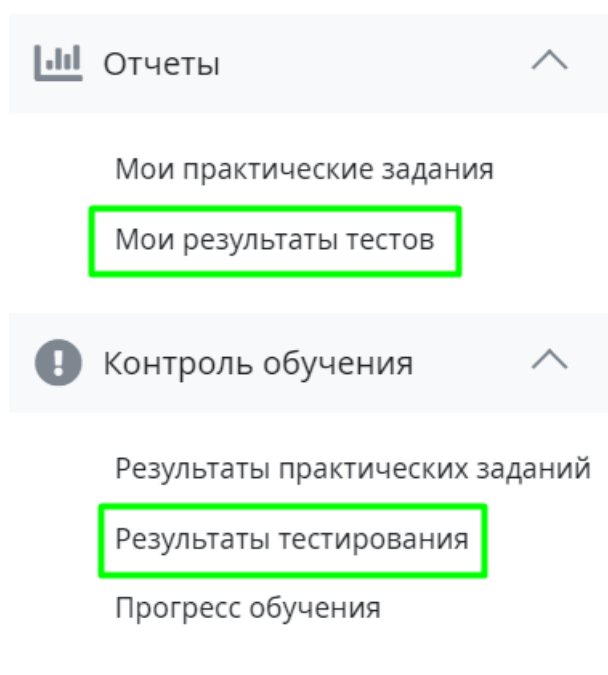 Отчеты
Мои практические задания
Мои результаты тестов
Контроль обучения
Результаты практических заданий
Результаты тестирования
Прогресс обучения